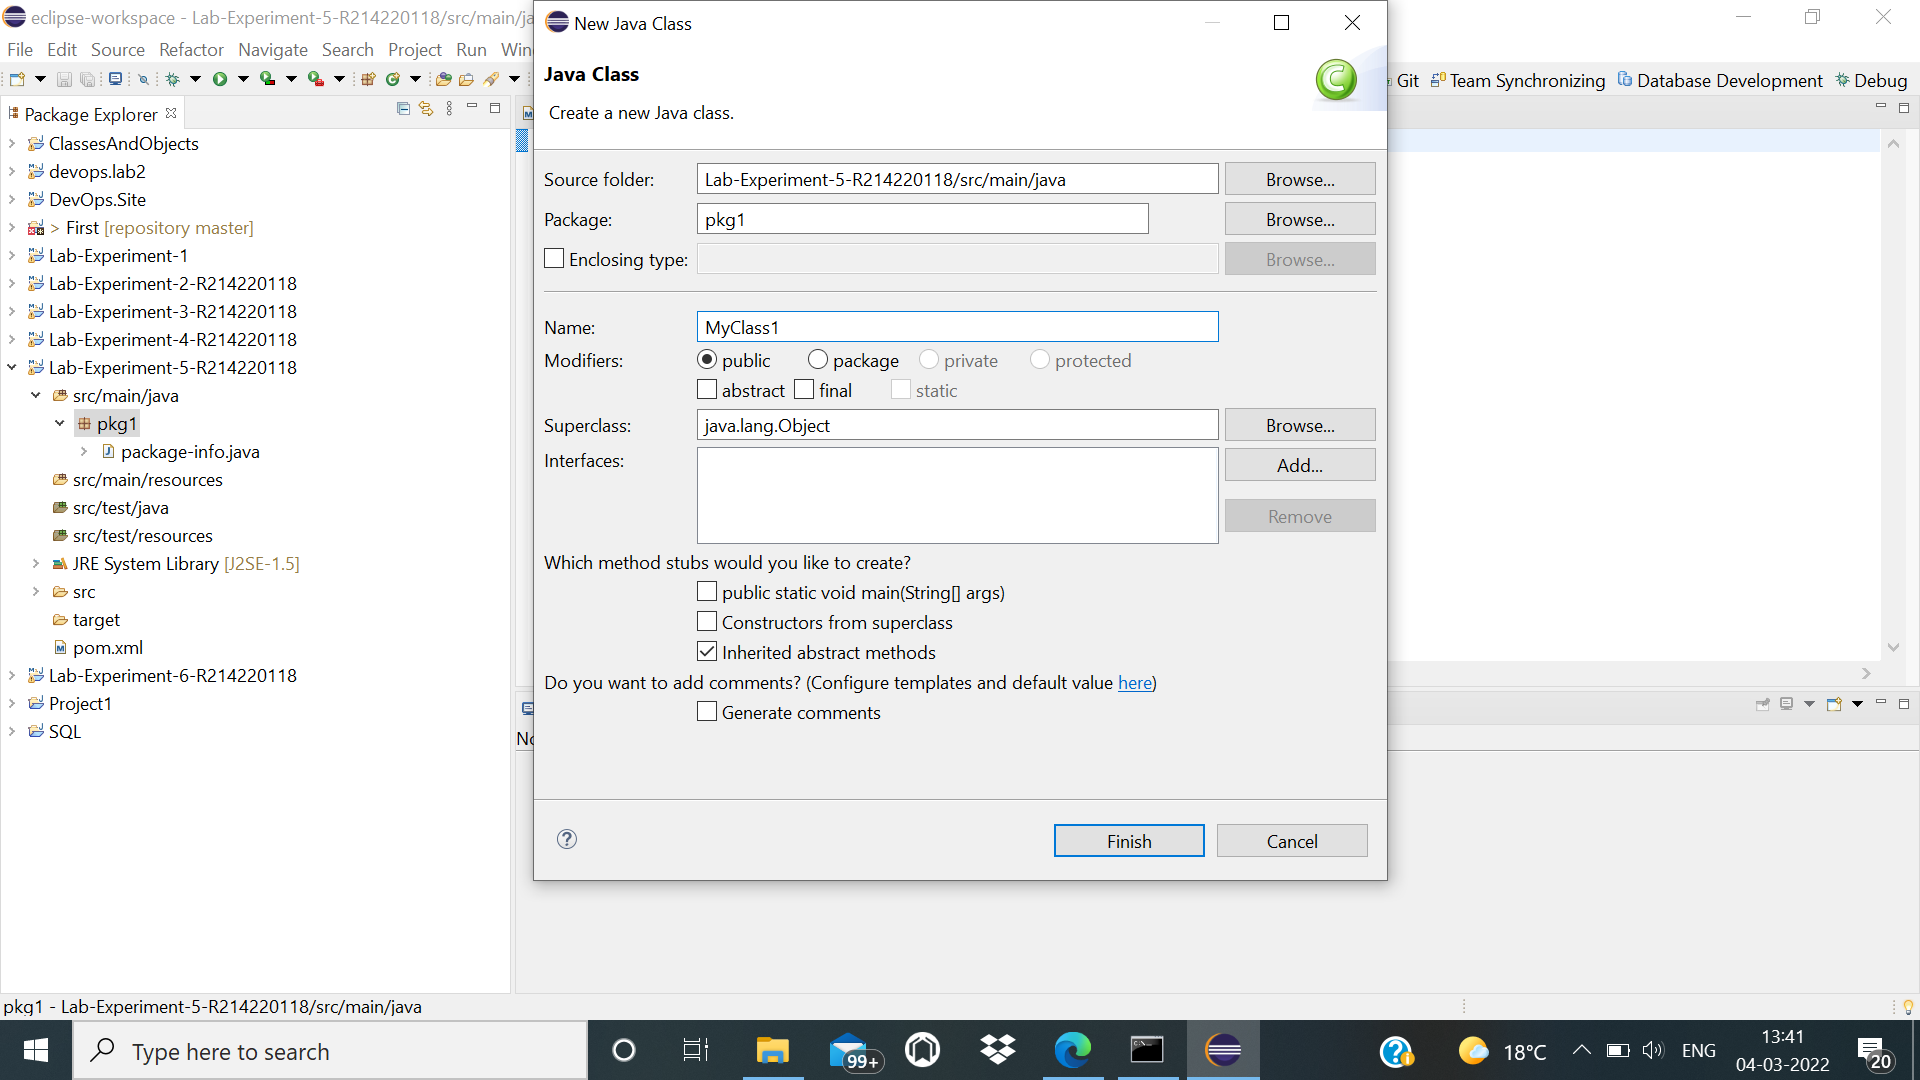 eclipse-workspace - Lab-Experiment-5-R214220118/src/main/ja
File Edit Source Refactor Navigate Search Project Run Win
Git Team Synchronizing Database Development Debug
Package Explorer
ClassesAndObjects
devops.lab2
DevOps.Site
> First [repository master]
Lab-Experiment-1
Lab-Experiment-2-R214220118
Lab-Experiment-3-R214220118
Lab-Experiment-4-R214220118
Lab-Experiment-5-R214220118
src/main/java
pkg1
package-info.java
src/main/resources
src/test/java
src/test/resources
JRE System Library [J2SE-1.5]
src
target
pom.xml
Lab-Experiment-6-R214220118
Project1
SQL
New Java Class
Java Class
Create a new Java class.
Source folder: Lab-Experiment-5-R214220118/src/main/java Browse...
Package: pkg1 Browse...
Enclosing type: Browse...
Name: MyClass1
Modifiers: public package private protected
abstract final static
Superclass: java.lang.Object Browse...
Interfaces: Add...
Remove
Which method stubs would you like to create?
public static void main(String[] args)
Constructors from superclass
Inherited abstract methods
Do you want to add comments? (Configure templates and default value here)
Generate comments
Finish Cancel
No
pkg1 - Lab-Experiment-5-R214220118/src/main/java
Type here to search
99+
18°C
ENG
13:41
04-03-2022
20